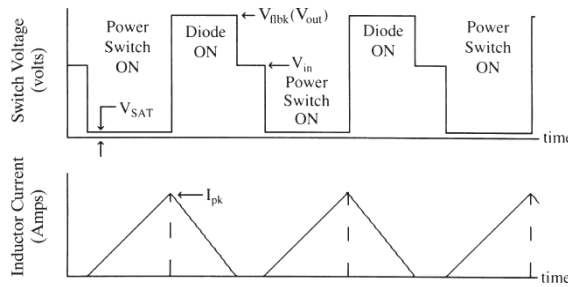 Switch Voltage
(volts)
Power
Switch
ON
Diode
ON
V_flbk (V_out)
V_in
Power
Switch
ON
Diode
ON
Power
Switch
ON
V_SAT
time
Inductor Current
(Amps)
I_pk
time